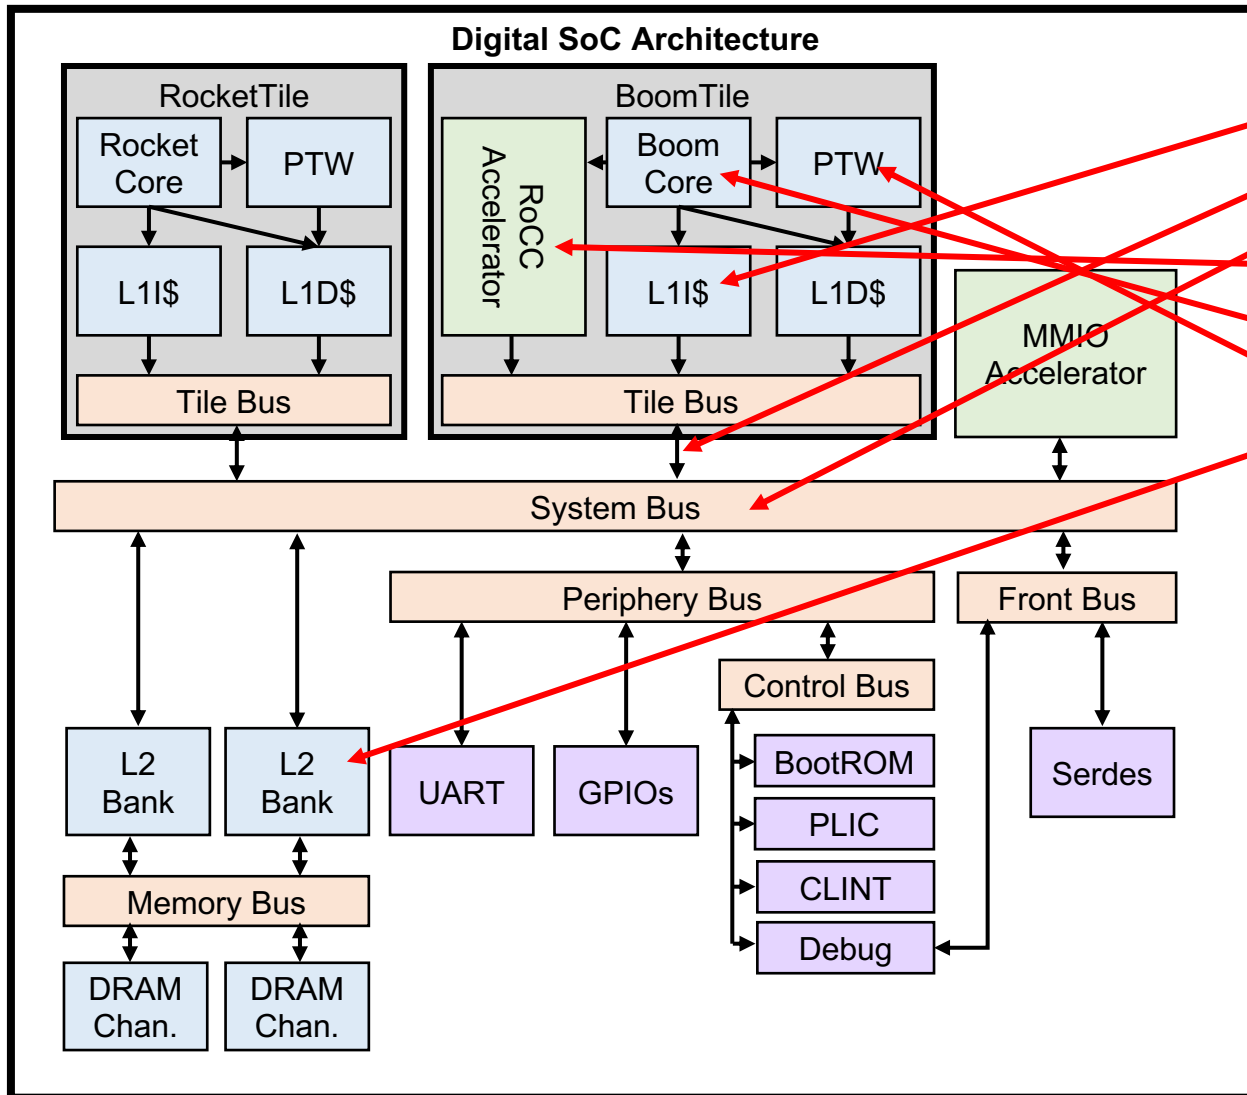 Digital SoC Architecture
RocketTile
Rocket
Core
PTW
L1I$
L1D$
Tile Bus
BoomTile
RoCC
Accelerator
Boom
Core
PTW
L1I$
L1D$
Tile Bus
MMIO
Accelerator
System Bus
Periphery Bus
Front Bus
Control Bus
L2
Bank
L2
Bank
UART
GPIOs
BootROM
PLIC
CLINT
Debug
Serdes
Memory Bus
DRAM
Chan.
DRAM
Chan.